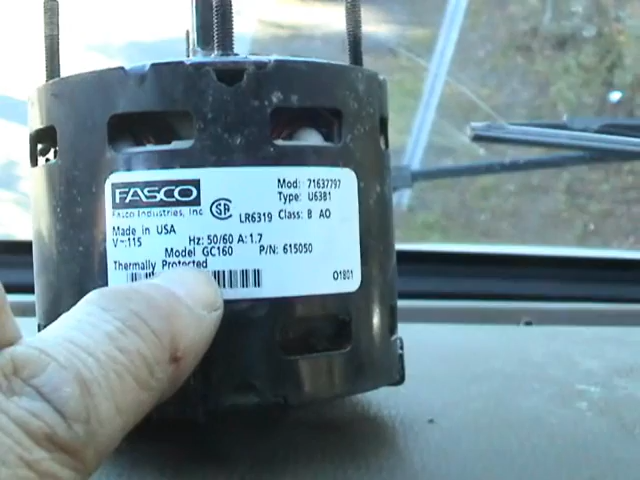 FASCO
Fasco Industries, Inc.
Mod: 71637797
Type: U63B1
LR6319 Class: B AO
Made in USA
V~:115 Hz: 50/60 A:1.7
Model GC160 P/N: 615050
Thermally Protected
O1801